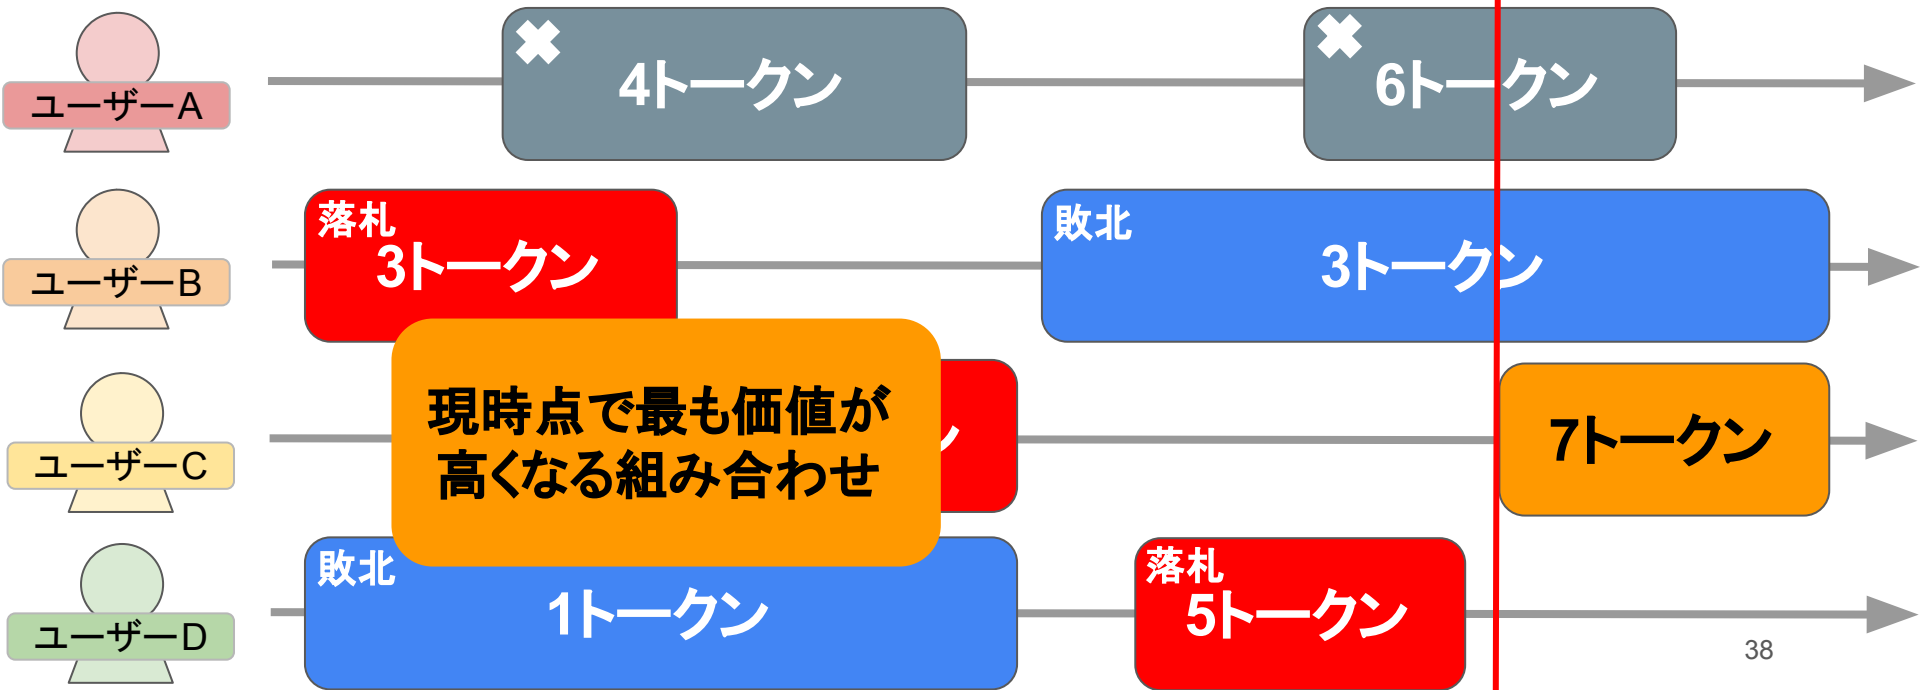 ユーザーA
4トークン
6トークン
ユーザーB
落札
3トークン
敗北
3トークン
ユーザーC
現時点で最も価値が
高くなる組み合わせ
7トークン
ユーザーD
敗北
1トークン
落札
5トークン
38